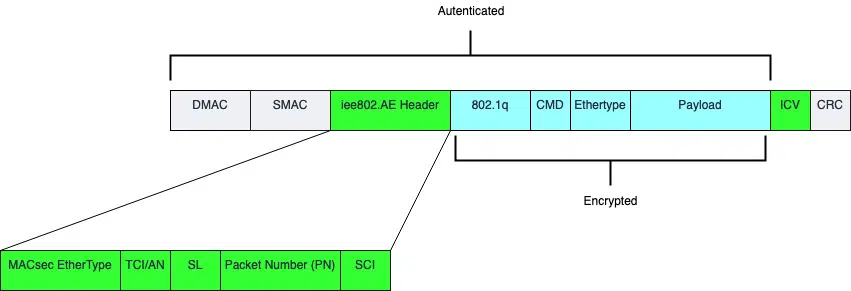 Autenticated
DMAC SMAC iee802.AE Header 802.1q CMD Ethertype Payload ICV CRC
Encrypted
MACsec EtherType TCI/AN SL Packet Number (PN) SCI